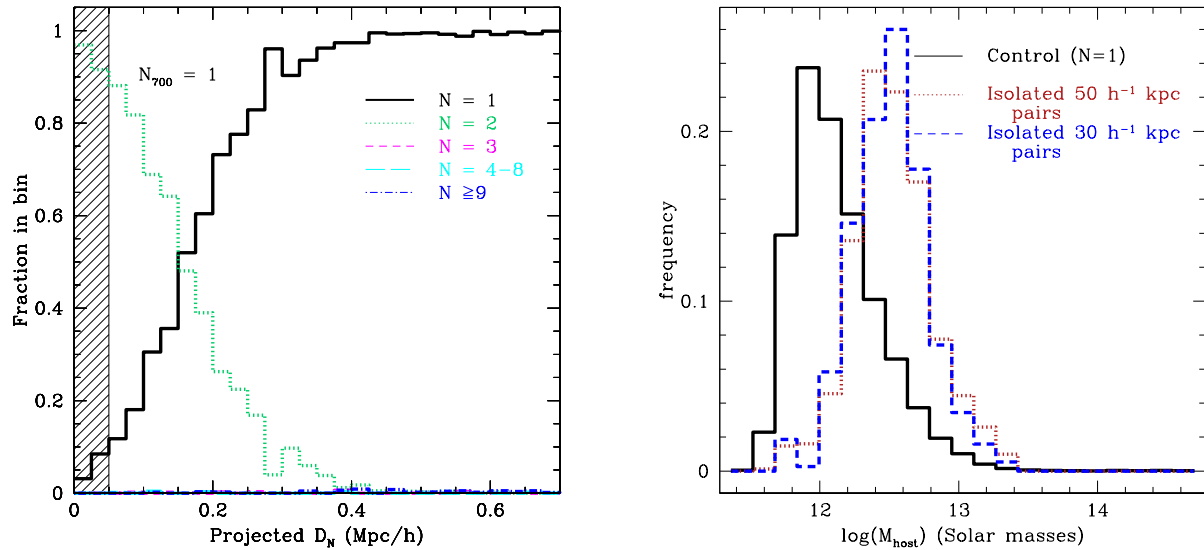 1
0.8
0.6
0.4
0.2
0
Fraction in bin
N₇₀₀ = 1
N = 1
N = 2
N = 3
N = 4-8
N ≧9
0 0.2 0.4 0.6
Projected D_N (Mpc/h)
0.2
0.1
0
frequency
Control (N=1)
Isolated 50 h⁻¹ kpc
pairs
Isolated 30 h⁻¹ kpc
pairs
12 13 14
log(M_host) (Solar masses)